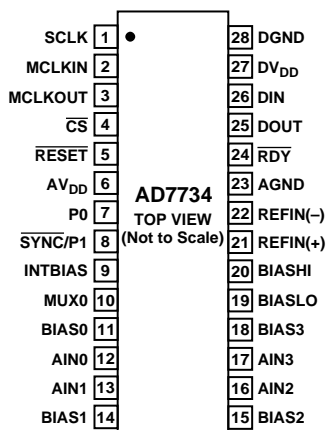 SCLK 1 28 DGND
MCLKIN 2 27 DVDD
MCLKOUT 3 26 DIN
CS 4 25 DOUT
RESET 5 24 RDY
AVDD 6 23 AGND
P0 7 22 REFIN(–)
SYNC/P1 8 21 REFIN(+)
INTBIAS 9 20 BIASHI
MUX0 10 19 BIASLO
BIAS0 11 18 BIAS3
AIN0 12 17 AIN3
AIN1 13 16 AIN2
BIAS1 14 15 BIAS2
AD7734
TOP VIEW
(Not to Scale)